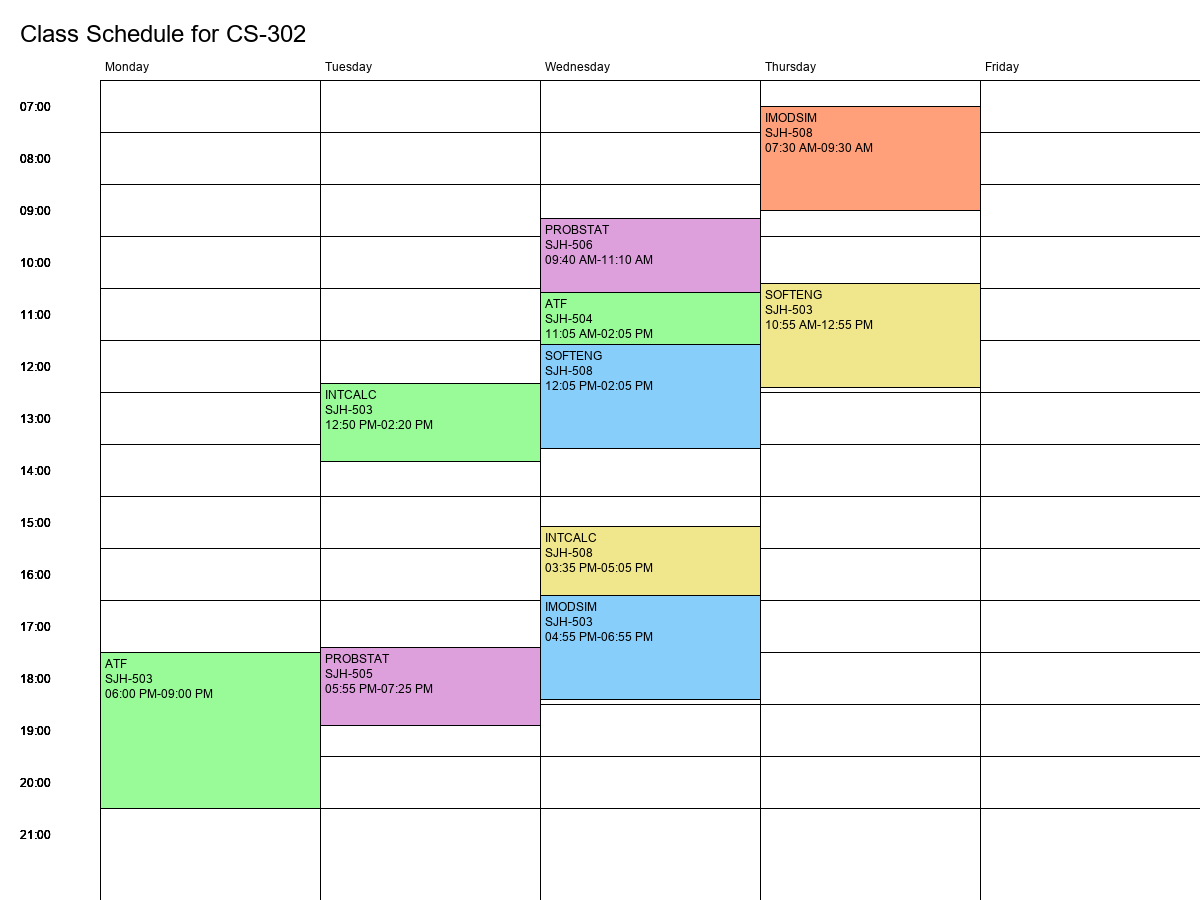 Class Schedule for CS-302
Monday
Tuesday
Wednesday
Thursday
Friday
07:00
08:00
09:00
10:00
11:00
12:00
13:00
14:00
15:00
16:00
17:00
18:00
19:00
20:00
21:00
ATF
SJH-503
06:00 PM-09:00 PM
INTCALC
SJH-503
12:50 PM-02:20 PM
PROBSTAT
SJH-505
05:55 PM-07:25 PM
PROBSTAT
SJH-506
09:40 AM-11:10 AM
ATF
SJH-504
11:05 AM-02:05 PM
SOFTENG
SJH-508
12:05 PM-02:05 PM
INTCALC
SJH-508
03:35 PM-05:05 PM
IMODSIM
SJH-503
04:55 PM-06:55 PM
IMODSIM
SJH-508
07:30 AM-09:30 AM
SOFTENG
SJH-503
10:55 AM-12:55 PM